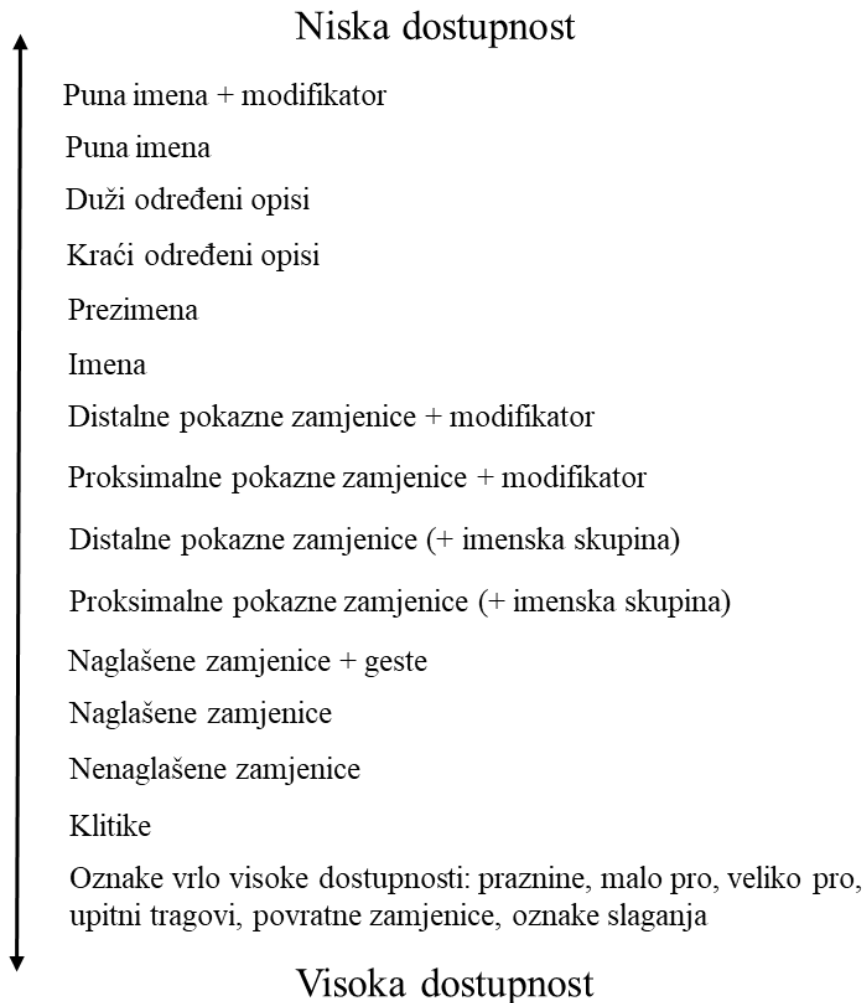 Niska dostupnost
Puna imena + modifikator
Puna imena
Duži određeni opisi
Kraći određeni opisi
Prezimena
Imena
Distalne pokazne zamjenice + modifikator
Proksimalne pokazne zamjenice + modifikator
Distalne pokazne zamjenice (+ imenska skupina)
Proksimalne pokazne zamjenice (+ imenska skupina)
Naglašene zamjenice + geste
Naglašene zamjenice
Nenaglašene zamjenice
Klitike
Oznake vrlo visoke dostupnosti: praznine, malo pro, veliko pro,
upitni tragovi, povratne zamjenice, oznake slaganja
Visoka dostupnost